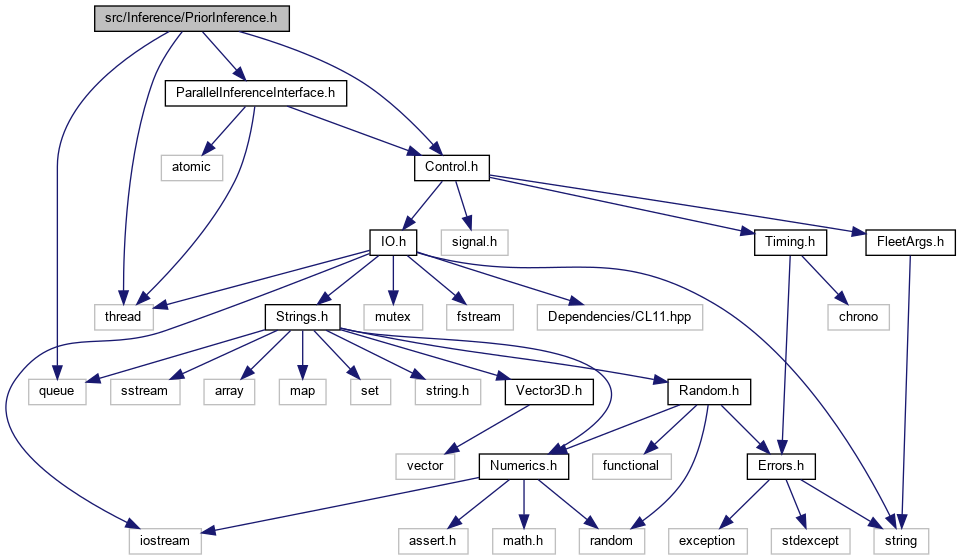 src/Inference/PriorInference.h
ParallelInferenceInterface.h
atomic
Control.h
IO.h
signal.h
Timing.h
FleetArgs.h
thread
Strings.h
mutex
fstream
Dependencies/CL11.hpp
chrono
queue
sstream
array
map
set
string.h
Vector3D.h
Random.h
vector
Numerics.h
functional
Errors.h
iostream
assert.h
math.h
random
exception
stdexcept
string